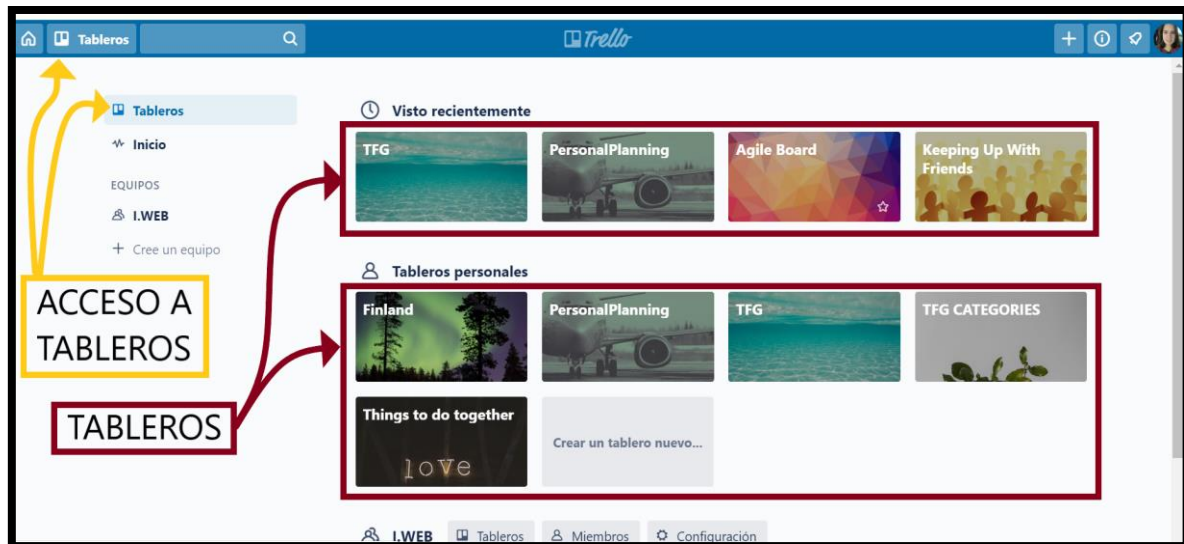 Tableros
Trello
Tableros
Inicio
EQUIPOS
I.WEB
+ Cree un equipo
ACCESO A
TABLEROS
TABLEROS
Visto recientemente
TFG
PersonalPlanning
Agile Board
Keeping Up With
Friends
Tableros personales
Finland
PersonalPlanning
TFG
TFG CATEGORIES
Things to do together
love
Crear un tablero nuevo...
I.WEB
Tableros
Miembros
Configuración